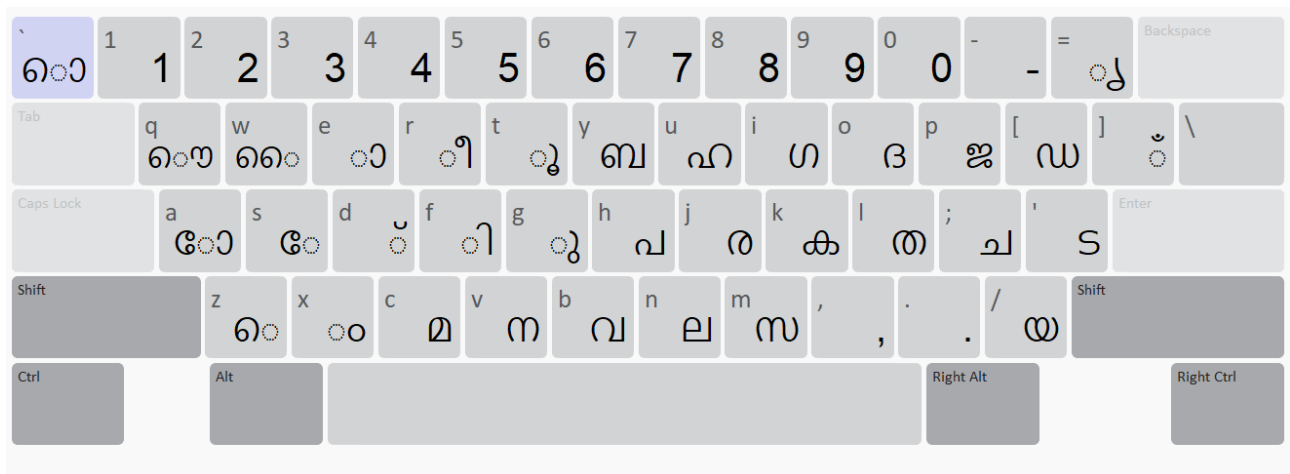 ` ൊ 1 1 2 2 3 3 4 4 5 5 6 6 7 7 8 8 9 9 0 0 - - = ൃ Backspace
Tab q ൌ w ൈ e ാ r ീ t ൂ y ബ u ഹ i ഗ o ദ p ജ [ ഡ ] ഁ \
Caps Lock a ോ s േ d ് f ി g ു h പ j ര k ക l ത ; ച ' ട Enter
Shift z െ x ം c മ v ന b വ n ല m സ , , . . / യ Shift
Ctrl Alt Right Alt Right Ctrl